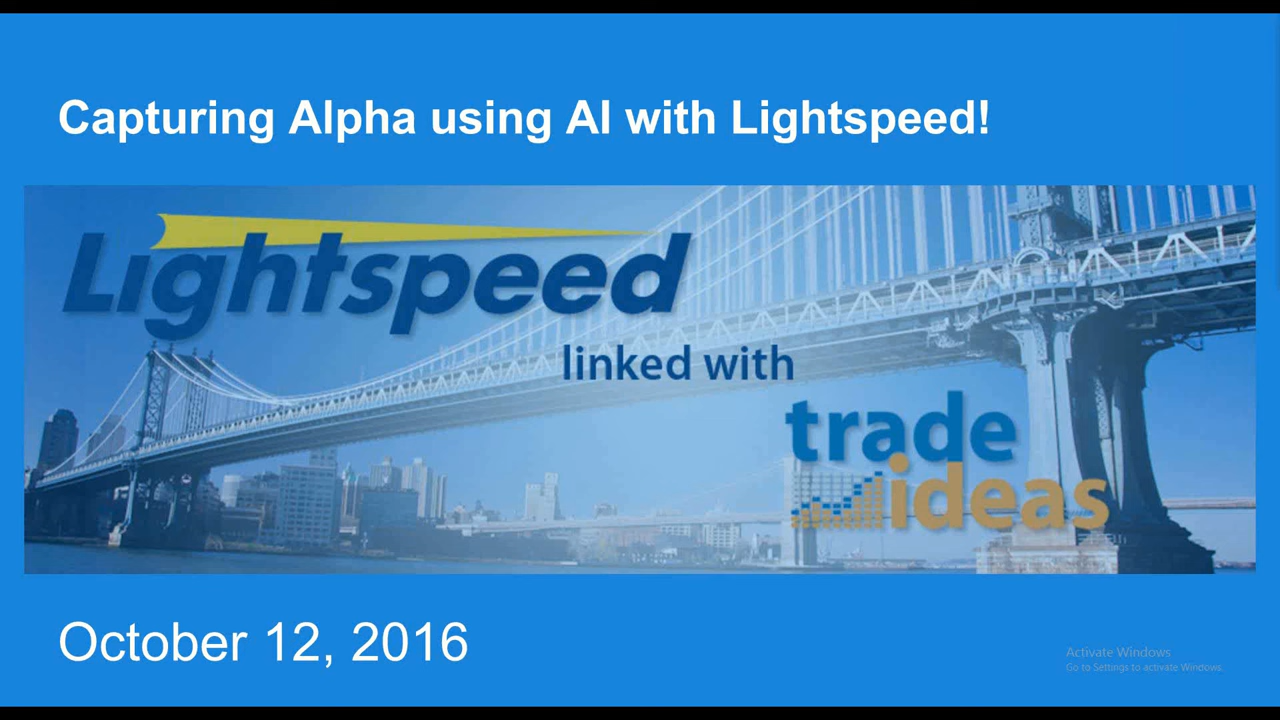 Capturing Alpha using AI with Lightspeed!
Lightspeed
linked with
trade
ideas
October 12, 2016
Activate Windows
Go to Settings to activate Windows.